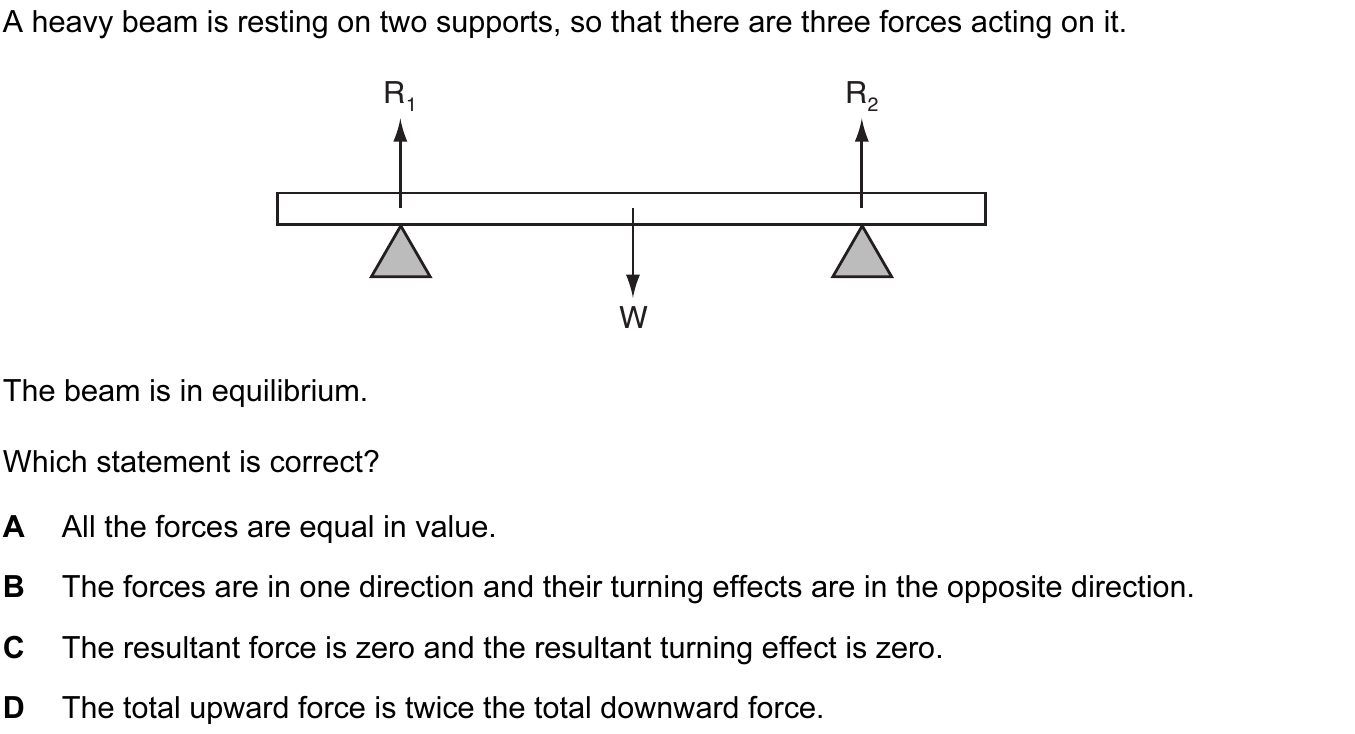 A heavy beam is resting on two supports, so that there are three forces acting on it.
R₁ R₂
W
The beam is in equilibrium.
Which statement is correct?
A All the forces are equal in value.
B The forces are in one direction and their turning effects are in the opposite direction.
C The resultant force is zero and the resultant turning effect is zero.
D The total upward force is twice the total downward force.